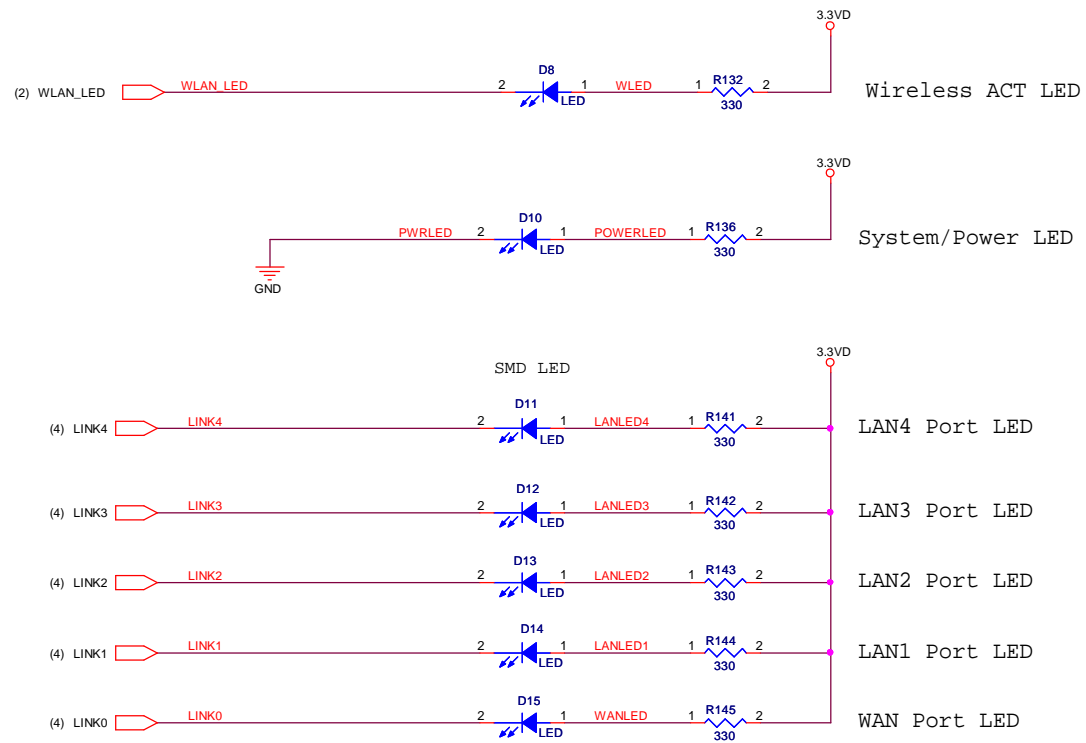 3.3VD
(2) WLAN_LED WLAN_LED 2 D8 1 WLED 1 R132 2 Wireless ACT LED
LED 330
3.3VD
PWRLED 2 D10 1 POWERLED 1 R136 2 System/Power LED
LED 330
GND
3.3VD
SMD LED
(4) LINK4 LINK4 2 D11 1 LANLED4 1 R141 2 LAN4 Port LED
LED 330
(4) LINK3 LINK3 2 D12 1 LANLED3 1 R142 2 LAN3 Port LED
LED 330
(4) LINK2 LINK2 2 D13 1 LANLED2 1 R143 2 LAN2 Port LED
LED 330
(4) LINK1 LINK1 2 D14 1 LANLED1 1 R144 2 LAN1 Port LED
LED 330
(4) LINK0 LINK0 2 D15 1 WANLED 1 R145 2 WAN Port LED
LED 330